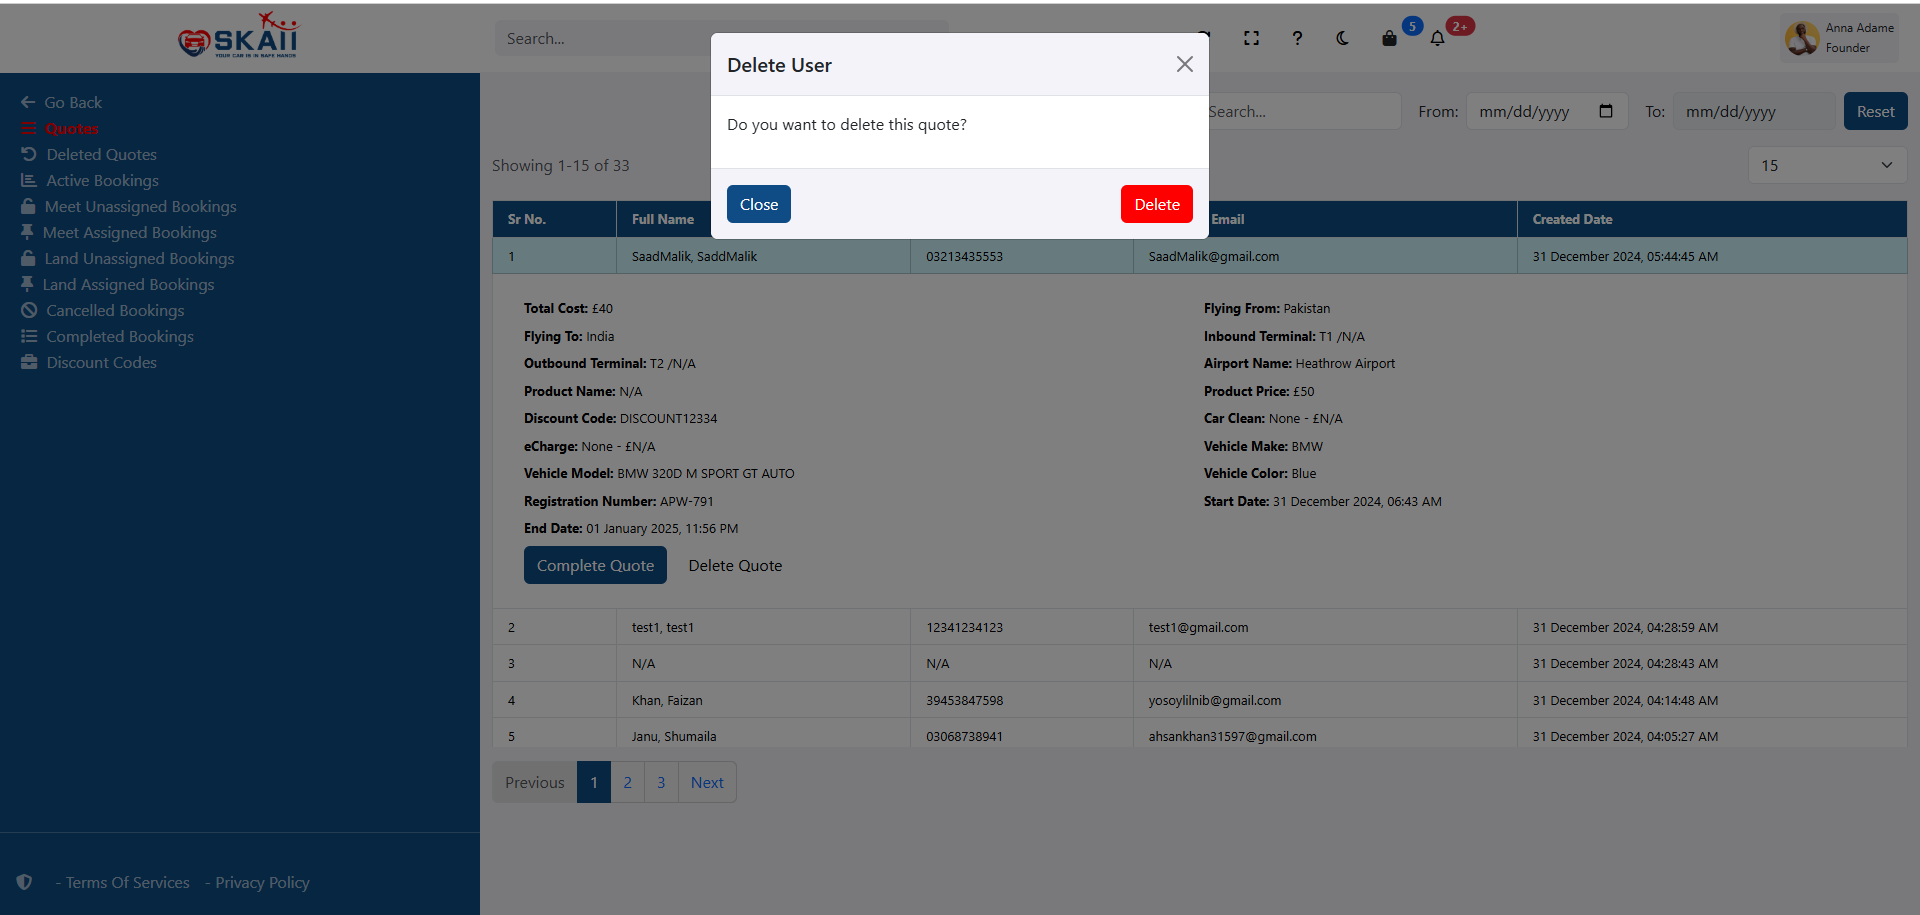 SKAII
YOUR CAR IS IN SAFE HANDS
Search...
5
2+
Anna Adame
Founder
Delete User
Do you want to delete this quote?
Close
Delete
Go Back
Quotes
Deleted Quotes
Active Bookings
Meet Unassigned Bookings
Meet Assigned Bookings
Land Unassigned Bookings
Land Assigned Bookings
Cancelled Bookings
Completed Bookings
Discount Codes
- Terms Of Services - Privacy Policy
Search... From: mm/dd/yyyy To: mm/dd/yyyy Reset
Showing 1-15 of 33 15
Sr No. Full Name Email Created Date
1 SaadMalik, SaddMalik 03213435553 SaadMalik@gmail.com 31 December 2024, 05:44:45 AM
Total Cost: £40 Flying From: Pakistan
Flying To: India Inbound Terminal: T1 /N/A
Outbound Terminal: T2 /N/A Airport Name: Heathrow Airport
Product Name: N/A Product Price: £50
Discount Code: DISCOUNT12334 Car Clean: None - £N/A
eCharge: None - £N/A Vehicle Make: BMW
Vehicle Model: BMW 320D M SPORT GT AUTO Vehicle Color: Blue
Registration Number: APW-791 Start Date: 31 December 2024, 06:43 AM
End Date: 01 January 2025, 11:56 PM
Complete Quote Delete Quote
2 test1, test1 12341234123 test1@gmail.com 31 December 2024, 04:28:59 AM
3 N/A N/A N/A 31 December 2024, 04:28:43 AM
4 Khan, Faizan 39453847598 yosoylilnib@gmail.com 31 December 2024, 04:14:48 AM
5 Janu, Shumaila 03068738941 ahsankhan31597@gmail.com 31 December 2024, 04:05:27 AM
Previous 1 2 3 Next